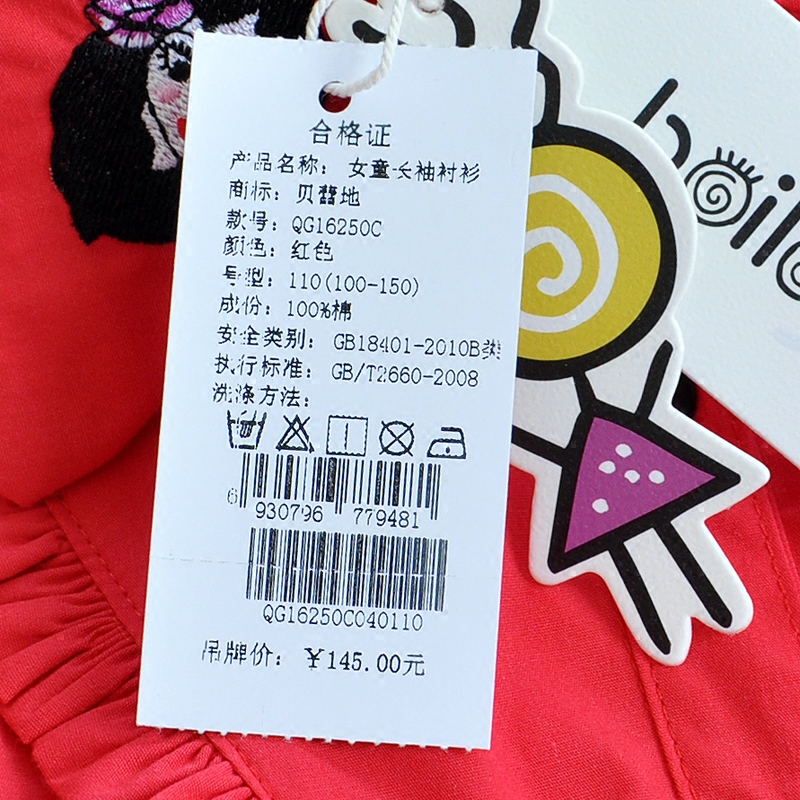 合格证
产品名称: 女童长袖衬衫
商标: 贝蕾地
款号: QG16250C
颜色: 红色
号型: 110(100-150)
成份: 100%棉
安全类别: GB18401-2010B类
执行标准: GB/T2660-2008
洗涤方法:
6 930796 779481
QG16250C040110
吊牌价: ¥145.00元